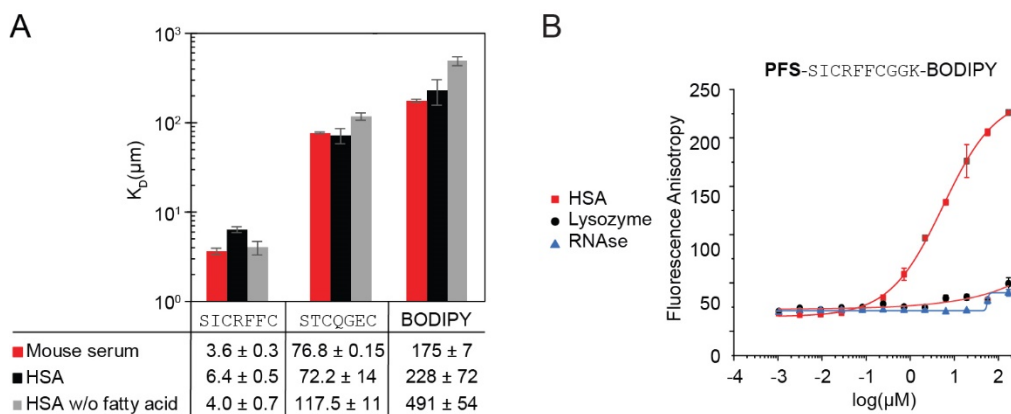 A
K_D(μm)
10³
10²
10¹
10⁰
SICRFFC STCQGEC BODIPY
Mouse serum 3.6 ± 0.3 76.8 ± 0.15 175 ± 7
HSA 6.4 ± 0.5 72.2 ± 14 228 ± 72
HSA w/o fatty acid 4.0 ± 0.7 117.5 ± 11 491 ± 54
B
PFS-SICRFFCGGK-BODIPY
HSA
Lysozyme
RNAse
Fluorescence Anisotropy
250
200
150
100
50
0
-4 -3 -2 -1 0 1 2
log(μM)